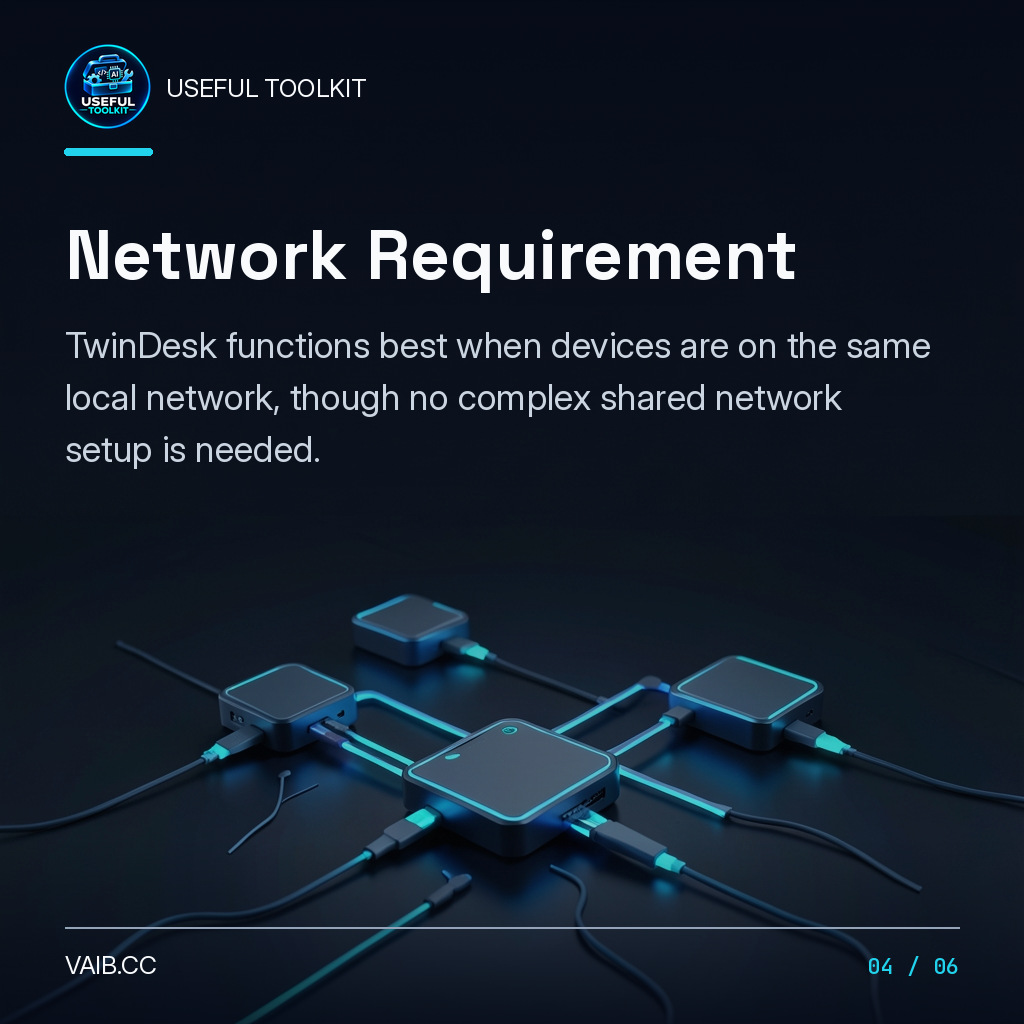 AI
USEFUL
TOOLKIT
USEFUL TOOLKIT
Network Requirement
TwinDesk functions best when devices are on the same
local network, though no complex shared network
setup is needed.
VAIB.CC
04 / 06